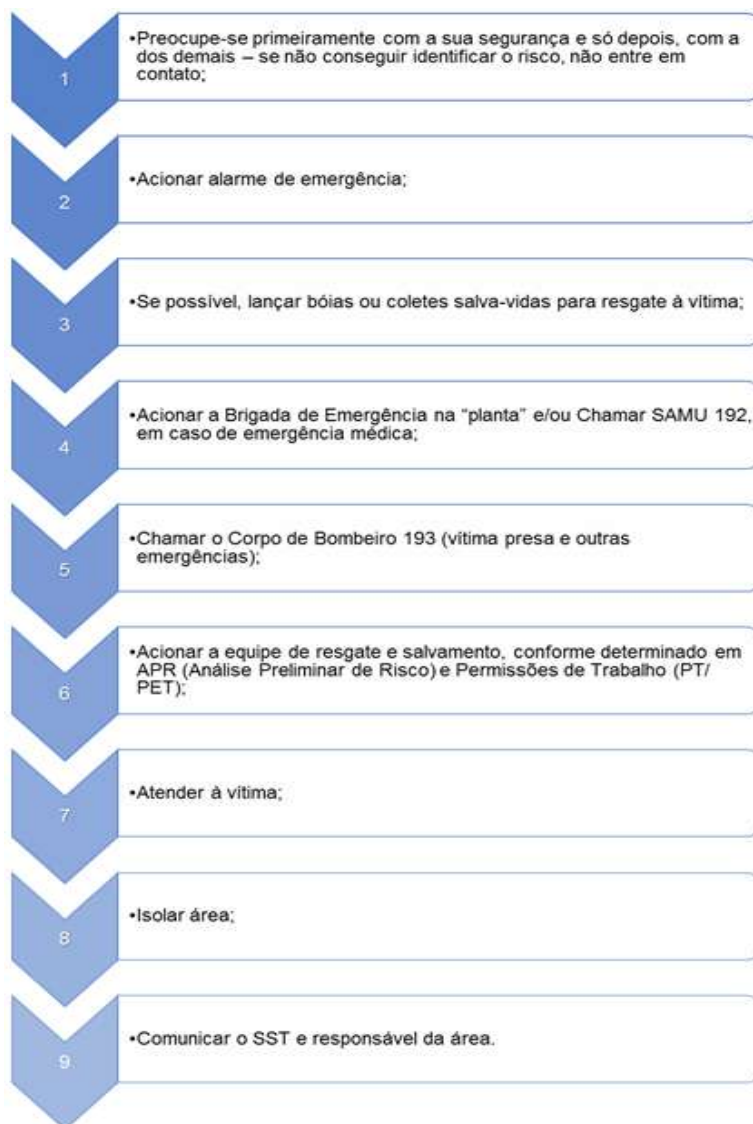 1
•Preocupe-se primeiramente com a sua segurança e só depois, com a
dos demais – se não conseguir identificar o risco, não entre em
contato;
2
•Acionar alarme de emergência;
3
•Se possível, lançar bóias ou coletes salva-vidas para resgate à vítima;
4
•Acionar a Brigada de Emergência na “planta” e/ou Chamar SAMU 192,
em caso de emergência médica;
5
•Chamar o Corpo de Bombeiro 193 (vítima presa e outras
emergências);
6
•Acionar a equipe de resgate e salvamento, conforme determinado em
APR (Análise Preliminar de Risco) e Permissões de Trabalho (PT/
PET);
7
•Atender à vítima;
8
•Isolar área;
9
•Comunicar o SST e responsável da área.